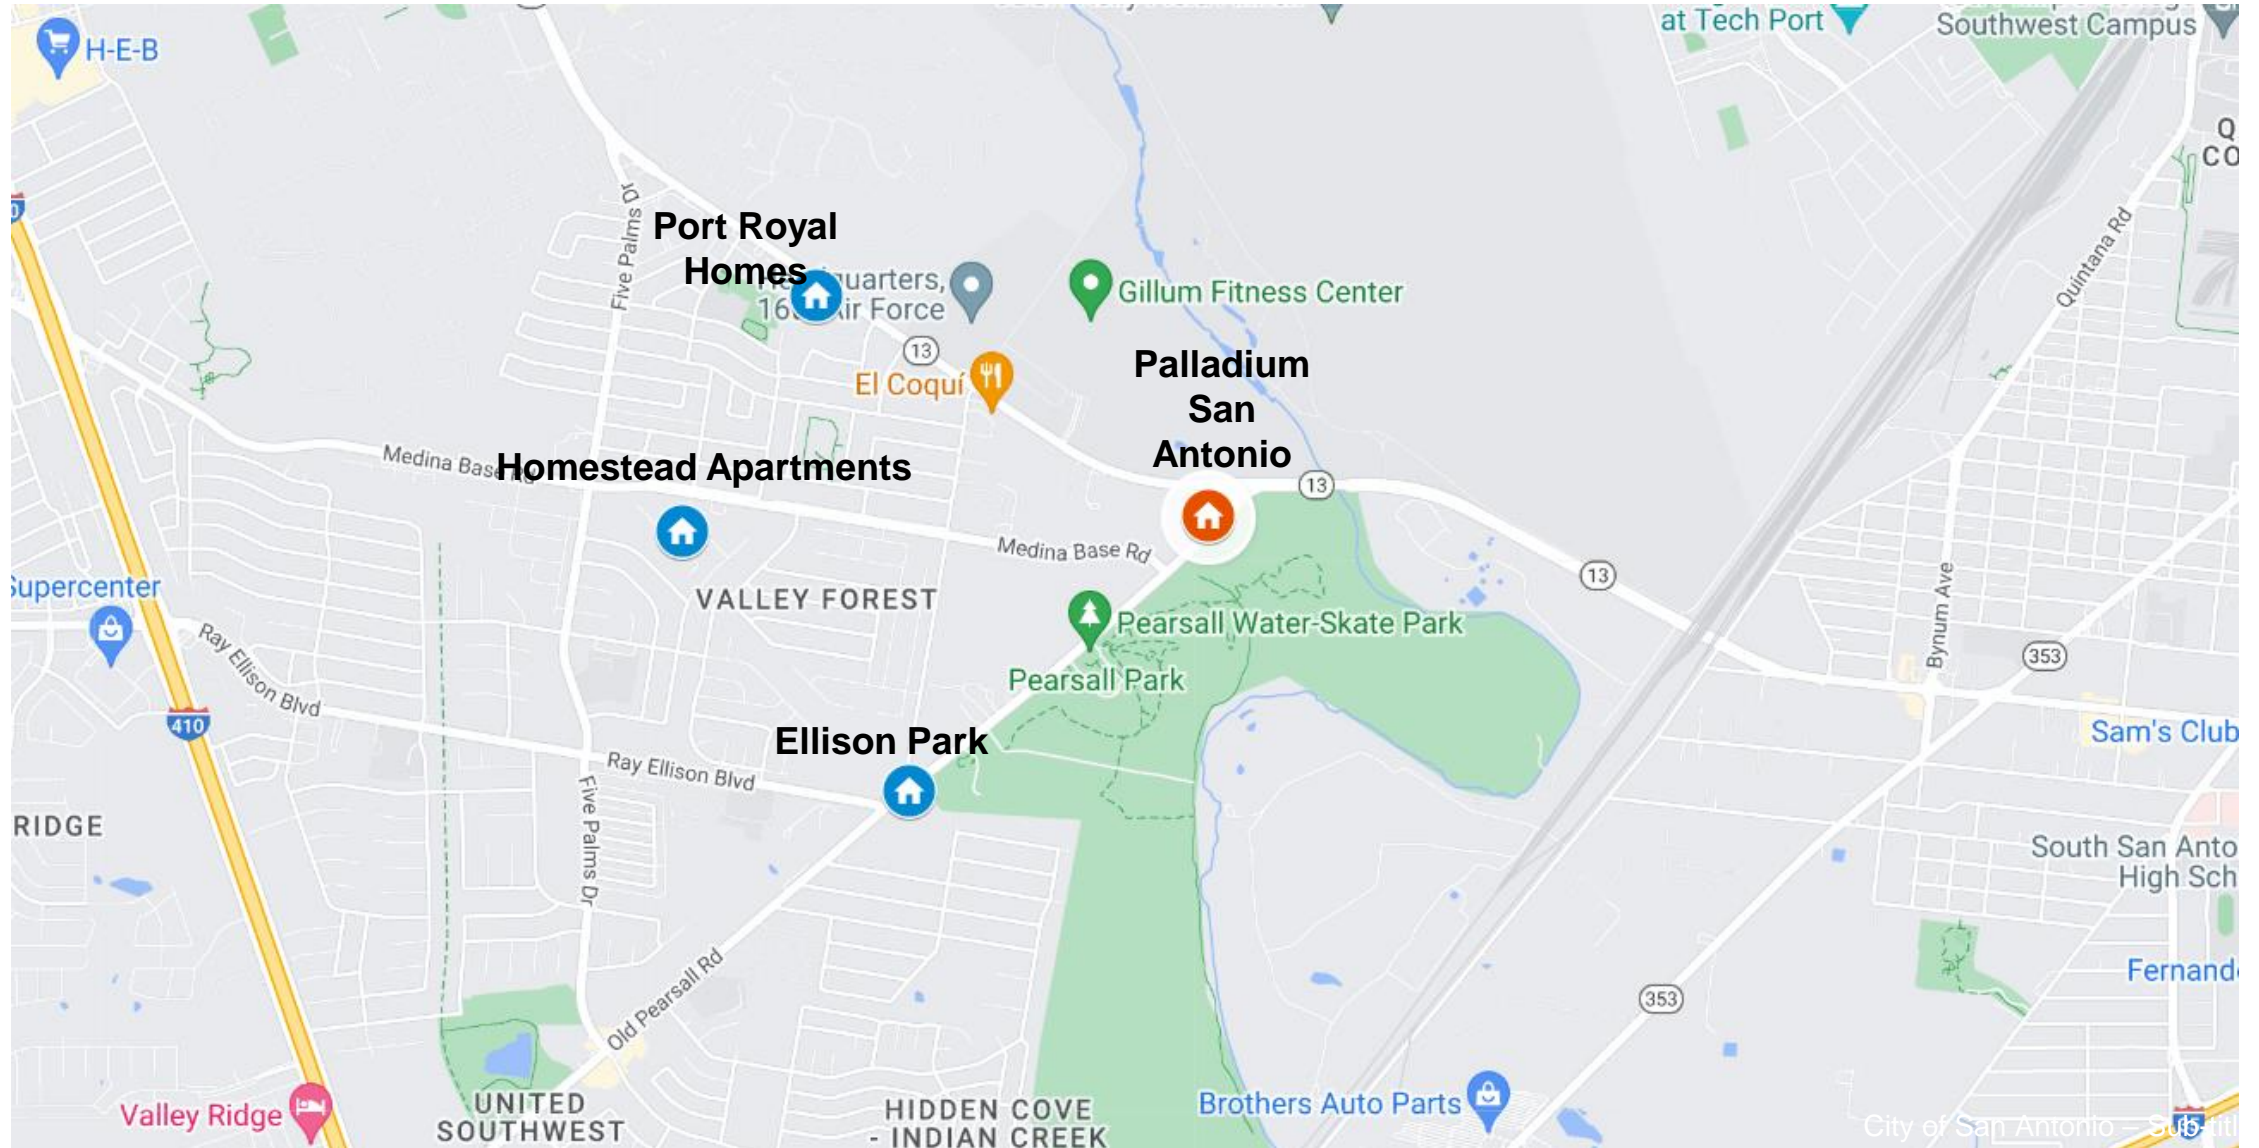 at Tech Port
Southwest Campus
H-E-B
Q
CO
Five Palms Dr
Port Royal
Homes
Quintana Rd
uarters,
Air Force
Gillum Fitness Center
13
El Coquí
Palladium
San
Antonio
Medina Base Rd
Homestead Apartments
13
Medina Base Rd
13
Supercenter
VALLEY FOREST
Pearsall Water-Skate Park
Bynum Ave
Ray Ellison Blvd
353
Pearsall Park
410
Sam's Club
Ellison Park
Ray Ellison Blvd
RIDGE
Five Palms Dr
South San Anto
High Sch
Old Pearsall Rd
Fernand
353
Valley Ridge
UNITED
SOUTHWEST
HIDDEN COVE
- INDIAN CREEK
Brothers Auto Parts
City of San Antonio – Sub-titl